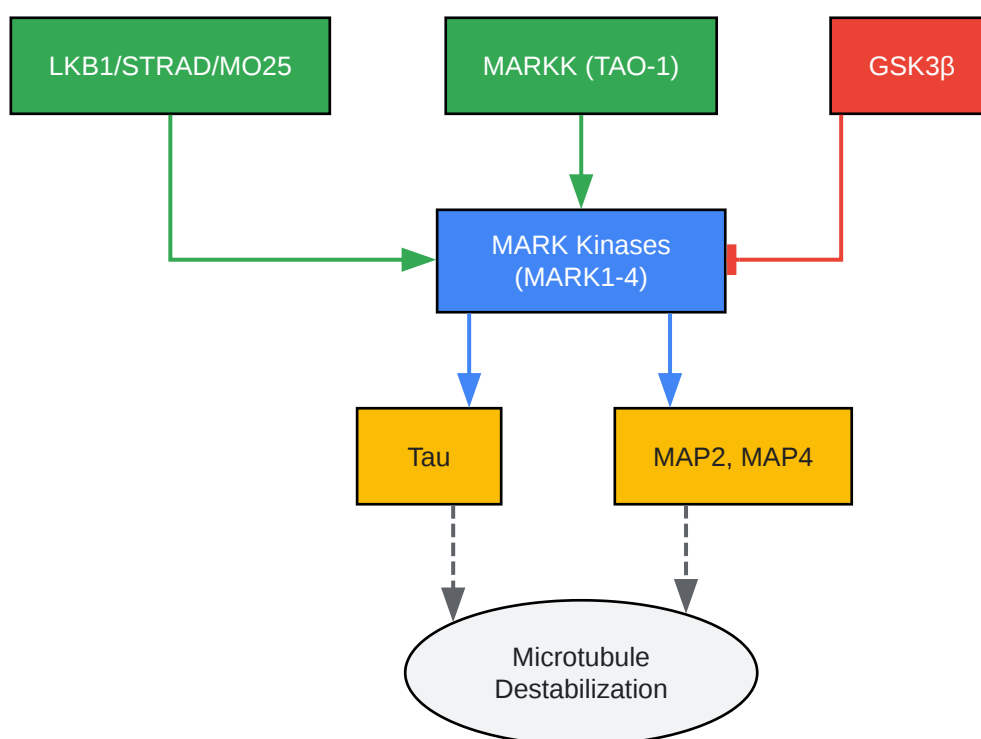 LKB1/STRAD/MO25
MARKK (TAO-1)
GSK3β
MARK Kinases
(MARK1-4)
Tau
MAP2, MAP4
Microtubule
Destabilization